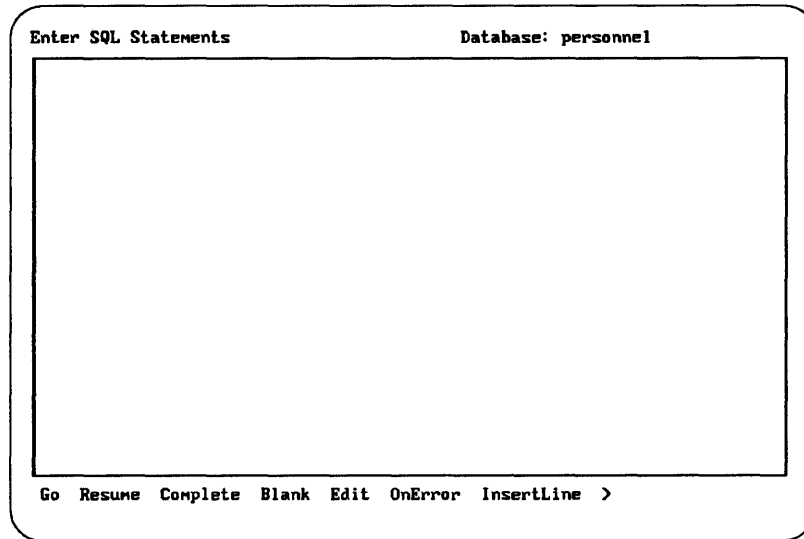 Enter SQL Statements Database: personnel
Go Resume Complete Blank Edit OnError InsertLine >